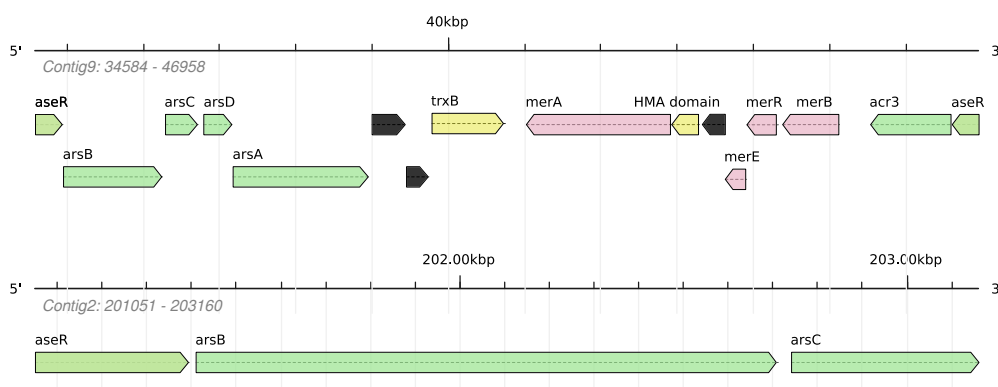 40kbp
5' 3
Contig9: 34584 - 46958
aseR arsC arsD trxB merA HMA domain merR merB acr3 aseR
arsB arsA merE
202.00kbp 203.00kbp
5' 3
Contig2: 201051 - 203160
aseR arsB arsC